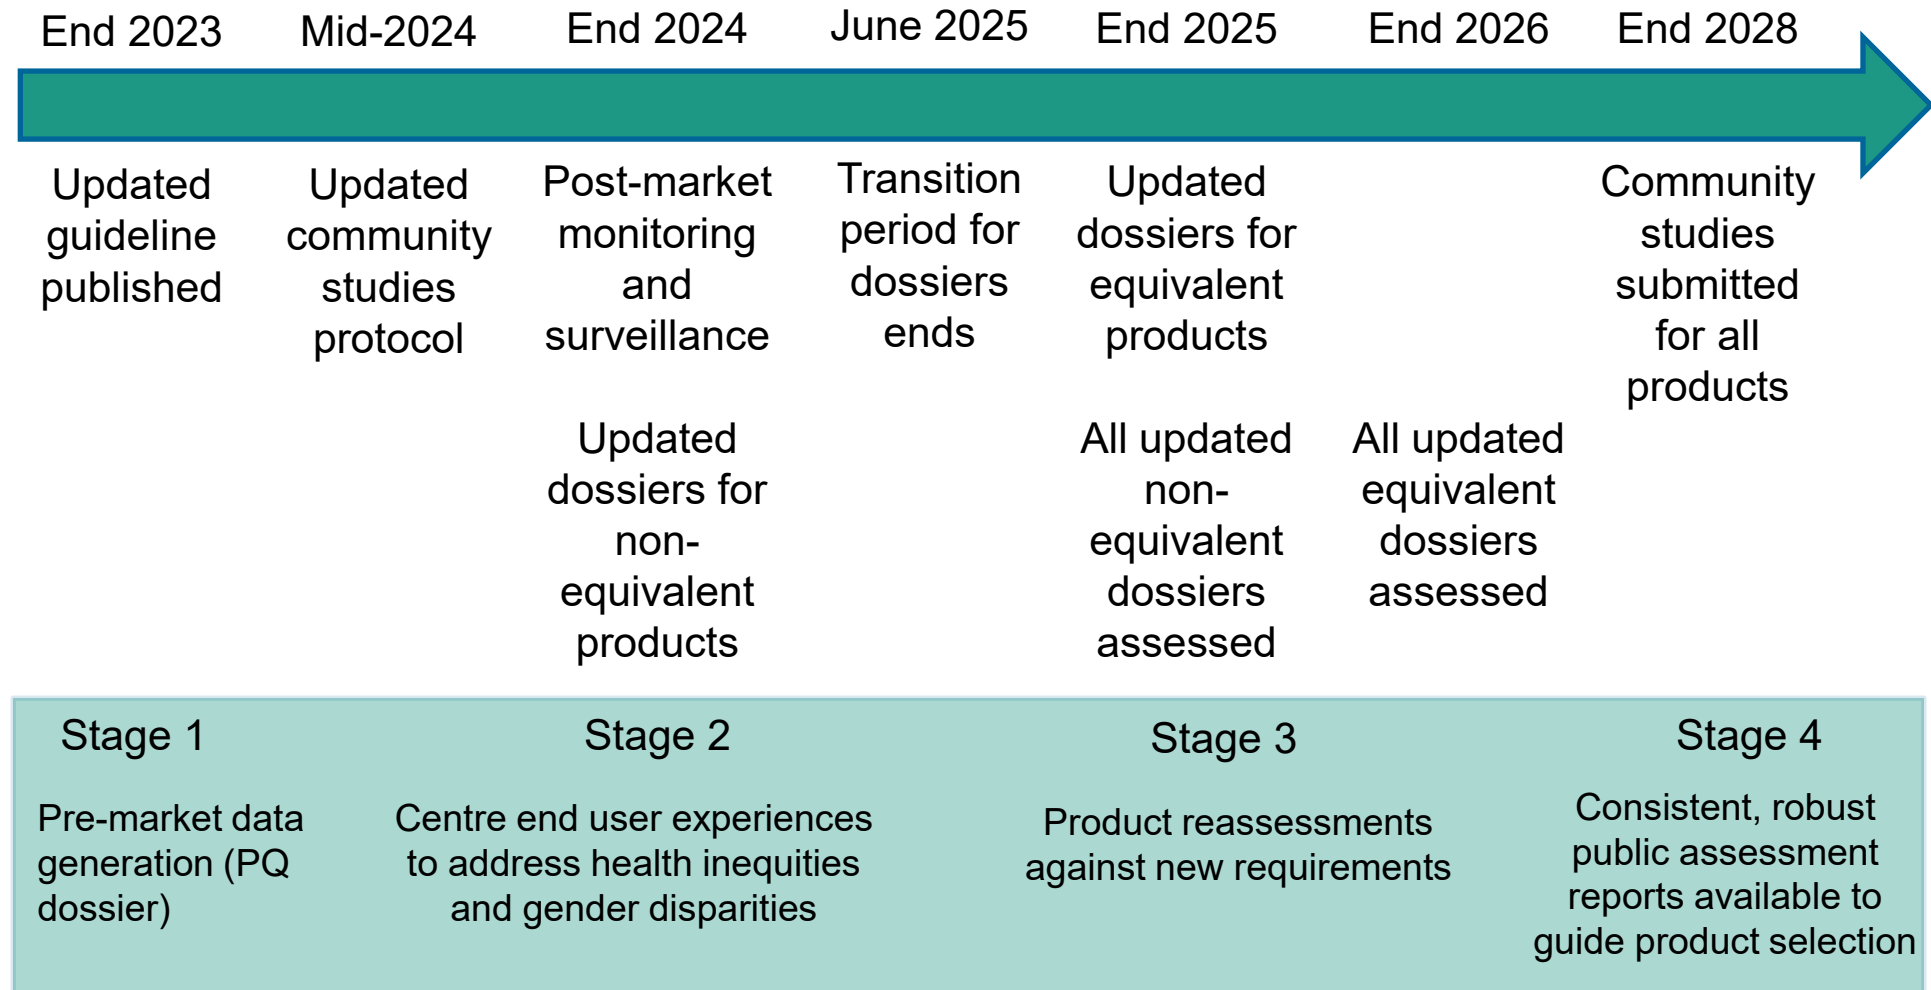 End 2023
Mid-2024
End 2024
June 2025
End 2025
End 2026
End 2028
Updated
guideline
published
Updated
community
studies
protocol
Post-market
monitoring
and
surveillance
Transition
period for
dossiers
ends
Updated
dossiers for
equivalent
products
Community
studies
submitted
for all
products
Updated
dossiers for
non-
equivalent
products
All updated
non-
equivalent
dossiers
assessed
All updated
equivalent
dossiers
assessed
Stage 1
Pre-market data
generation (PQ
dossier)
Stage 2
Centre end user experiences
to address health inequities
and gender disparities
Stage 3
Product reassessments
against new requirements
Stage 4
Consistent, robust
public assessment
reports available to
guide product selection